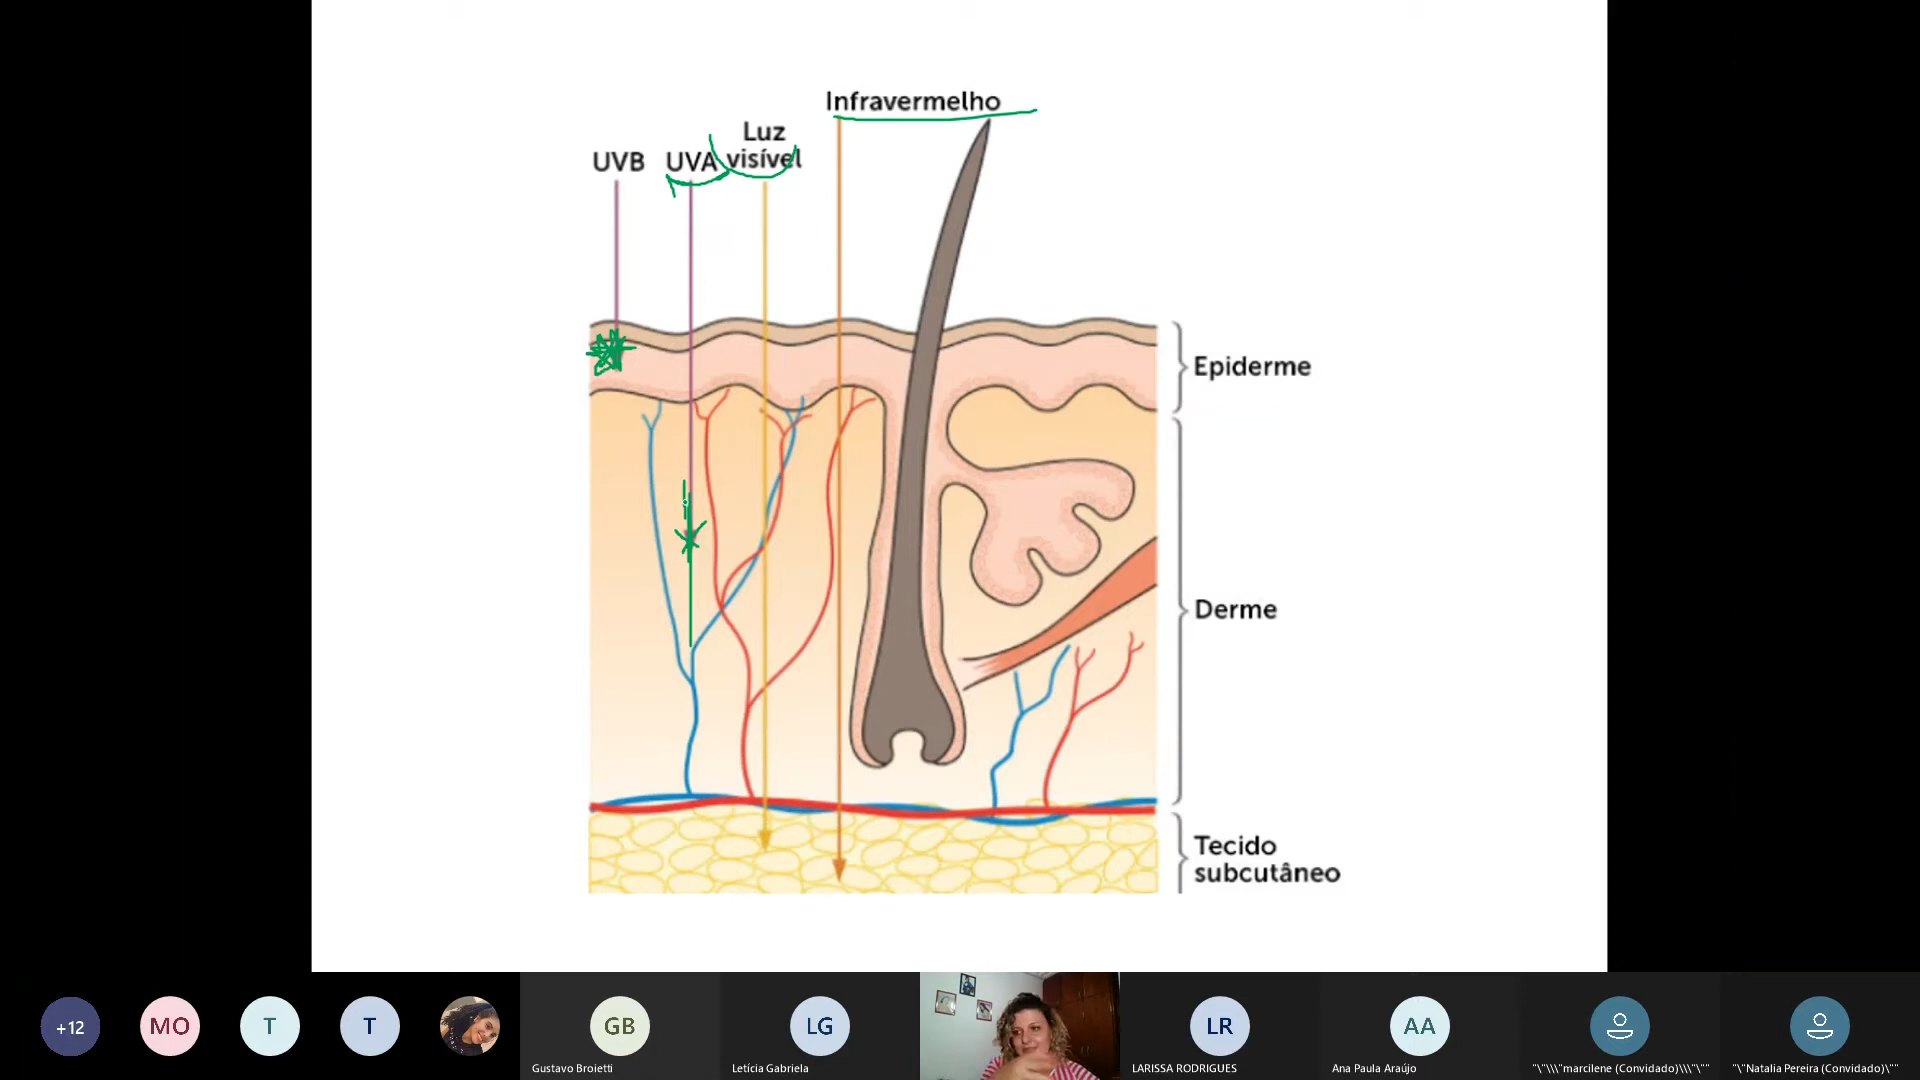 Infravermelho
Luz
visível
UVB
UVA
Epiderme
Derme
Tecido
subcutâneo
+12
MO
T
T
GB
LG
LR
AA
Gustavo Broietti
Letícia Gabriela
LARISSA RODRIGUES
Ana Paula Araújo
"\"\\\"marcilene (Convidado)\\\"\""
"\"Natalia Pereira (Convidado)\""